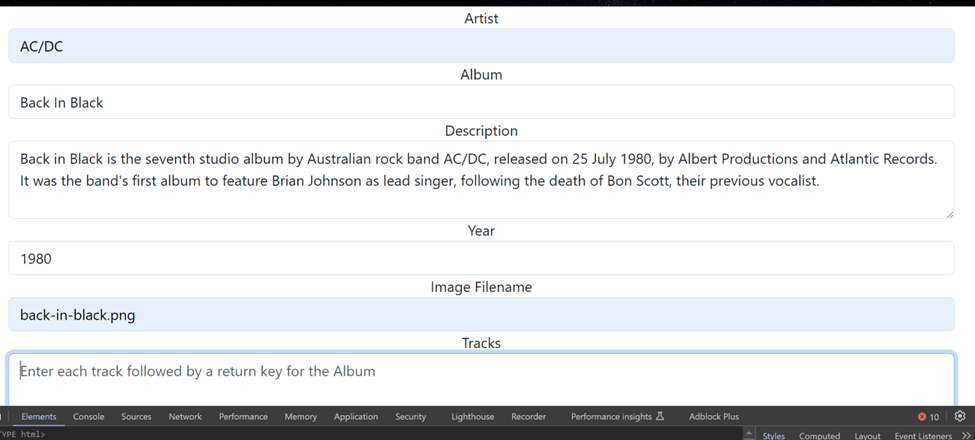 Artist
AC/DC
Album
Back In Black
Description
Back in Black is the seventh studio album by Australian rock band AC/DC, released on 25 July 1980, by Albert Productions and Atlantic Records.
It was the band's first album to feature Brian Johnson as lead singer, following the death of Bon Scott, their previous vocalist.
Year
1980
Image Filename
back-in-black.png
Tracks
Enter each track followed by a return key for the Album
Elements Console Sources Network Performance Memory Application Security Lighthouse Recorder Performance insights Adblock Plus 10
TYPE html> Styles Computed Layout Event Listeners